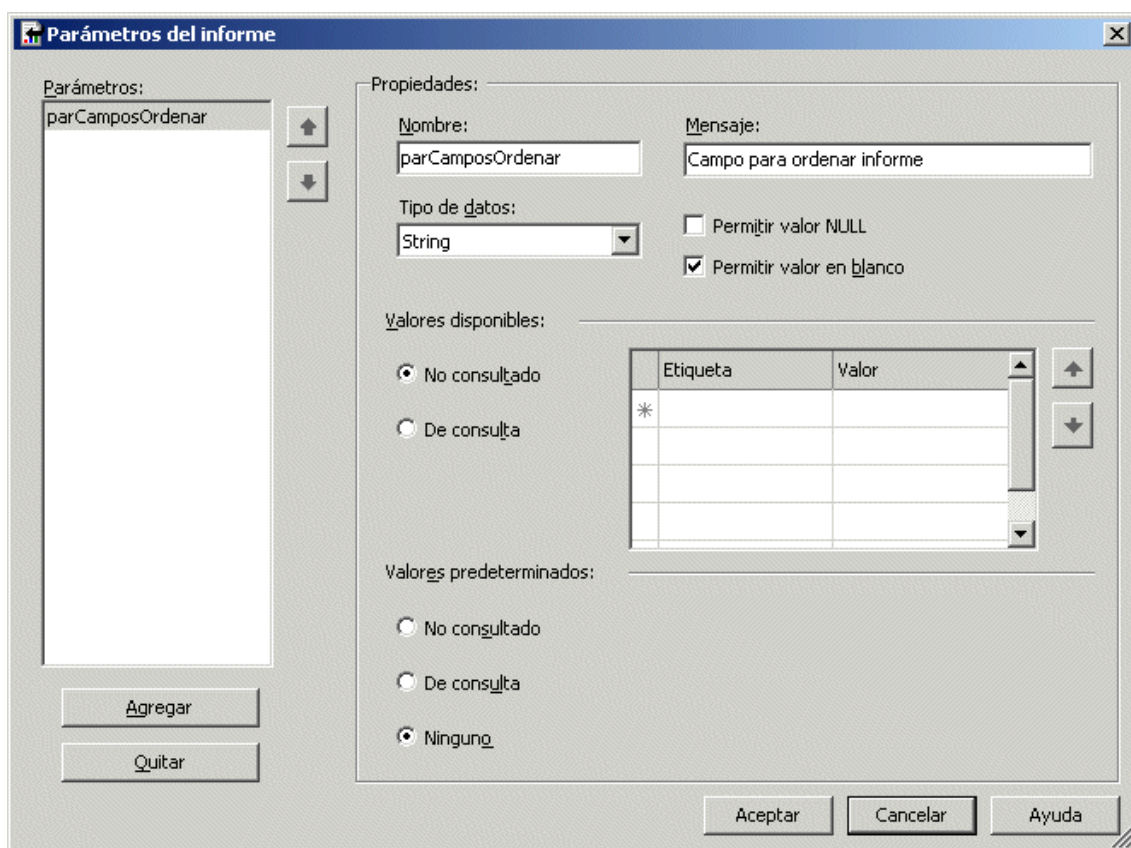 Parámetros del informe
Parámetros:
parCamposOrdenar
Agregar
Quitar
Propiedades:
Nombre:
parCamposOrdenar
Mensaje:
Campo para ordenar informe
Tipo de datos:
String
Permitir valor NULL
Permitir valor en blanco
Valores disponibles:
No consultado
De consulta
Etiqueta Valor
Valores predeterminados:
No consultado
De consulta
Ninguno
Aceptar Cancelar Ayuda